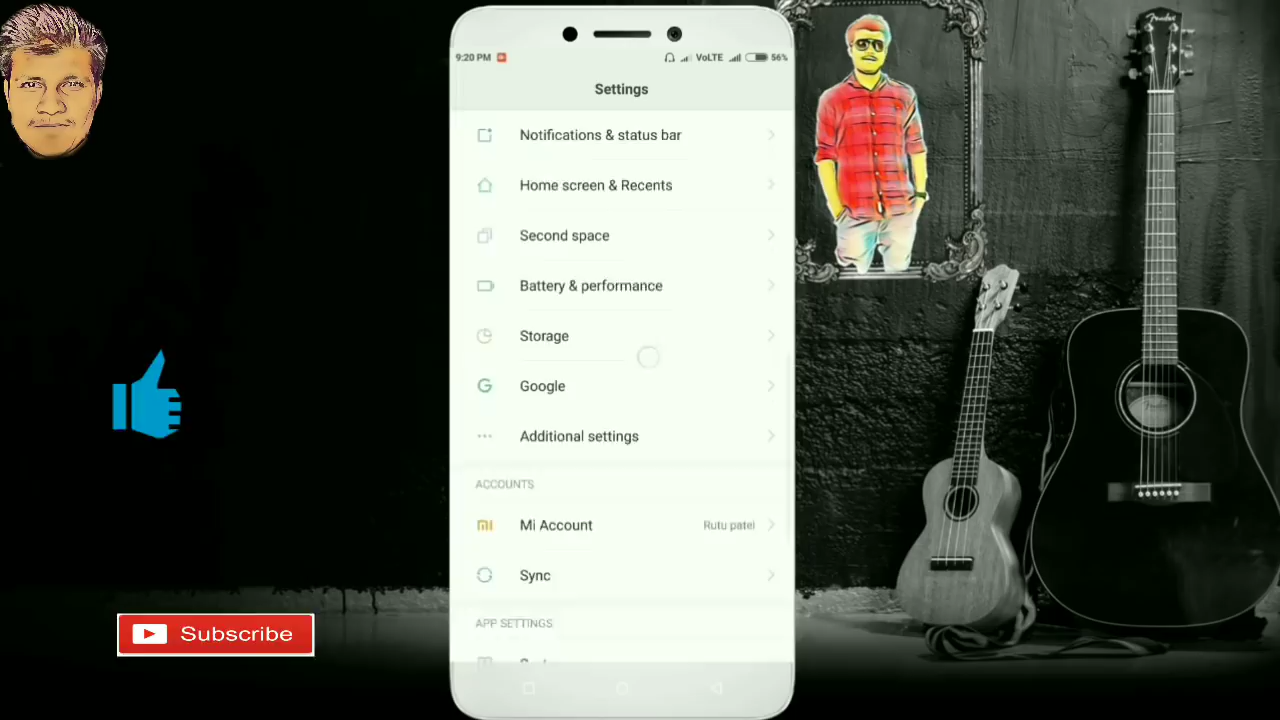 9:20 PM VoLTE 56%
Settings
Notifications & status bar
Home screen & Recents
Second space
Battery & performance
Storage
Google
Additional settings
ACCOUNTS
Mi Account Rutu patel
Sync
APP SETTINGS
Subscribe
Fender